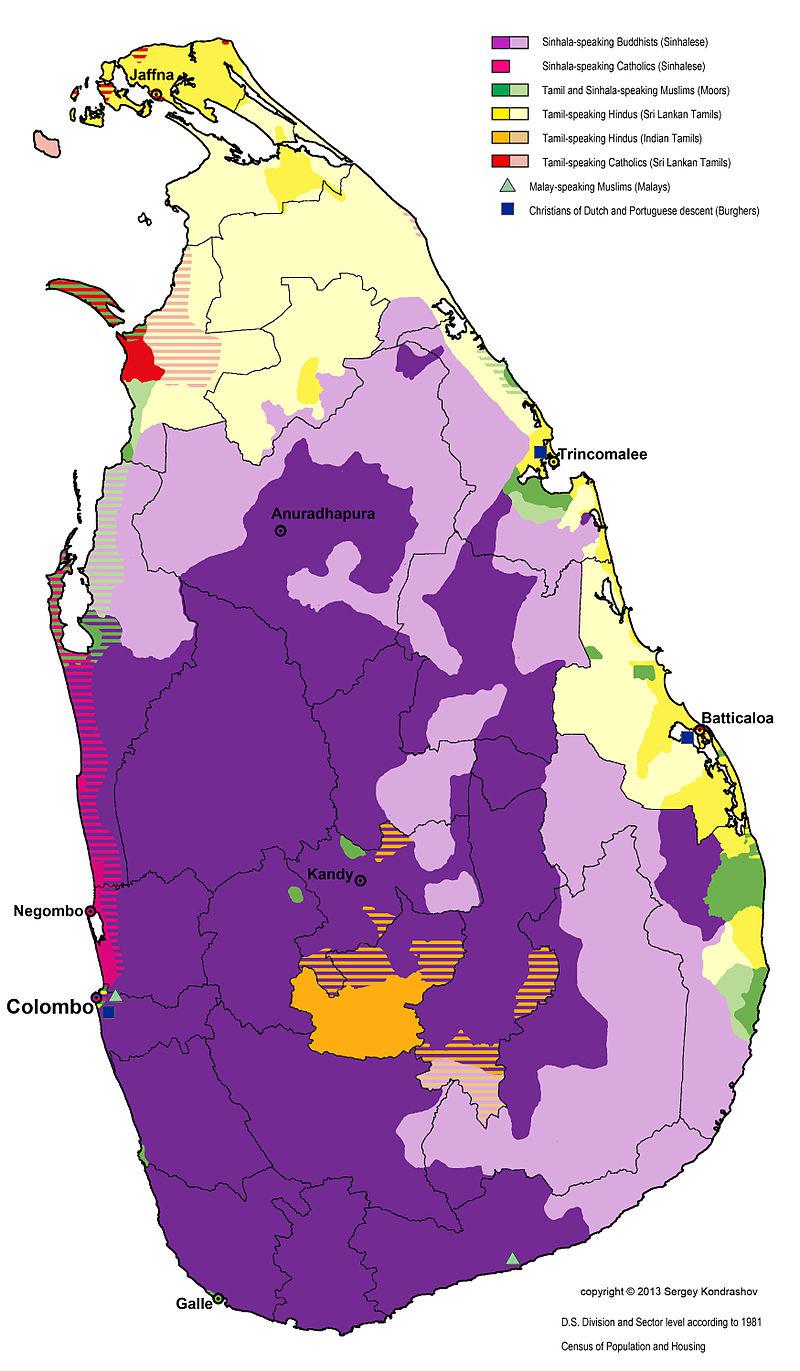 Sinhala-speaking Buddhists (Sinhalese)
Sinhala-speaking Catholics (Sinhalese)
Tamil and Sinhala-speaking Muslims (Moors)
Tamil-speaking Hindus (Sri Lankan Tamils)
Tamil-speaking Hindus (Indian Tamils)
Tamil-speaking Catholics (Sri Lankan Tamils)
Malay-speaking Muslims (Malays)
Christians of Dutch and Portuguese descent (Burghers)
Jaffna
Trincomalee
Anuradhapura
Batticaloa
Kandy
Negombo
Colombo
Galle
copyright © 2013 Sergey Kondrashov
D.S. Division and Sector level according to 1981
Census of Population and Housing